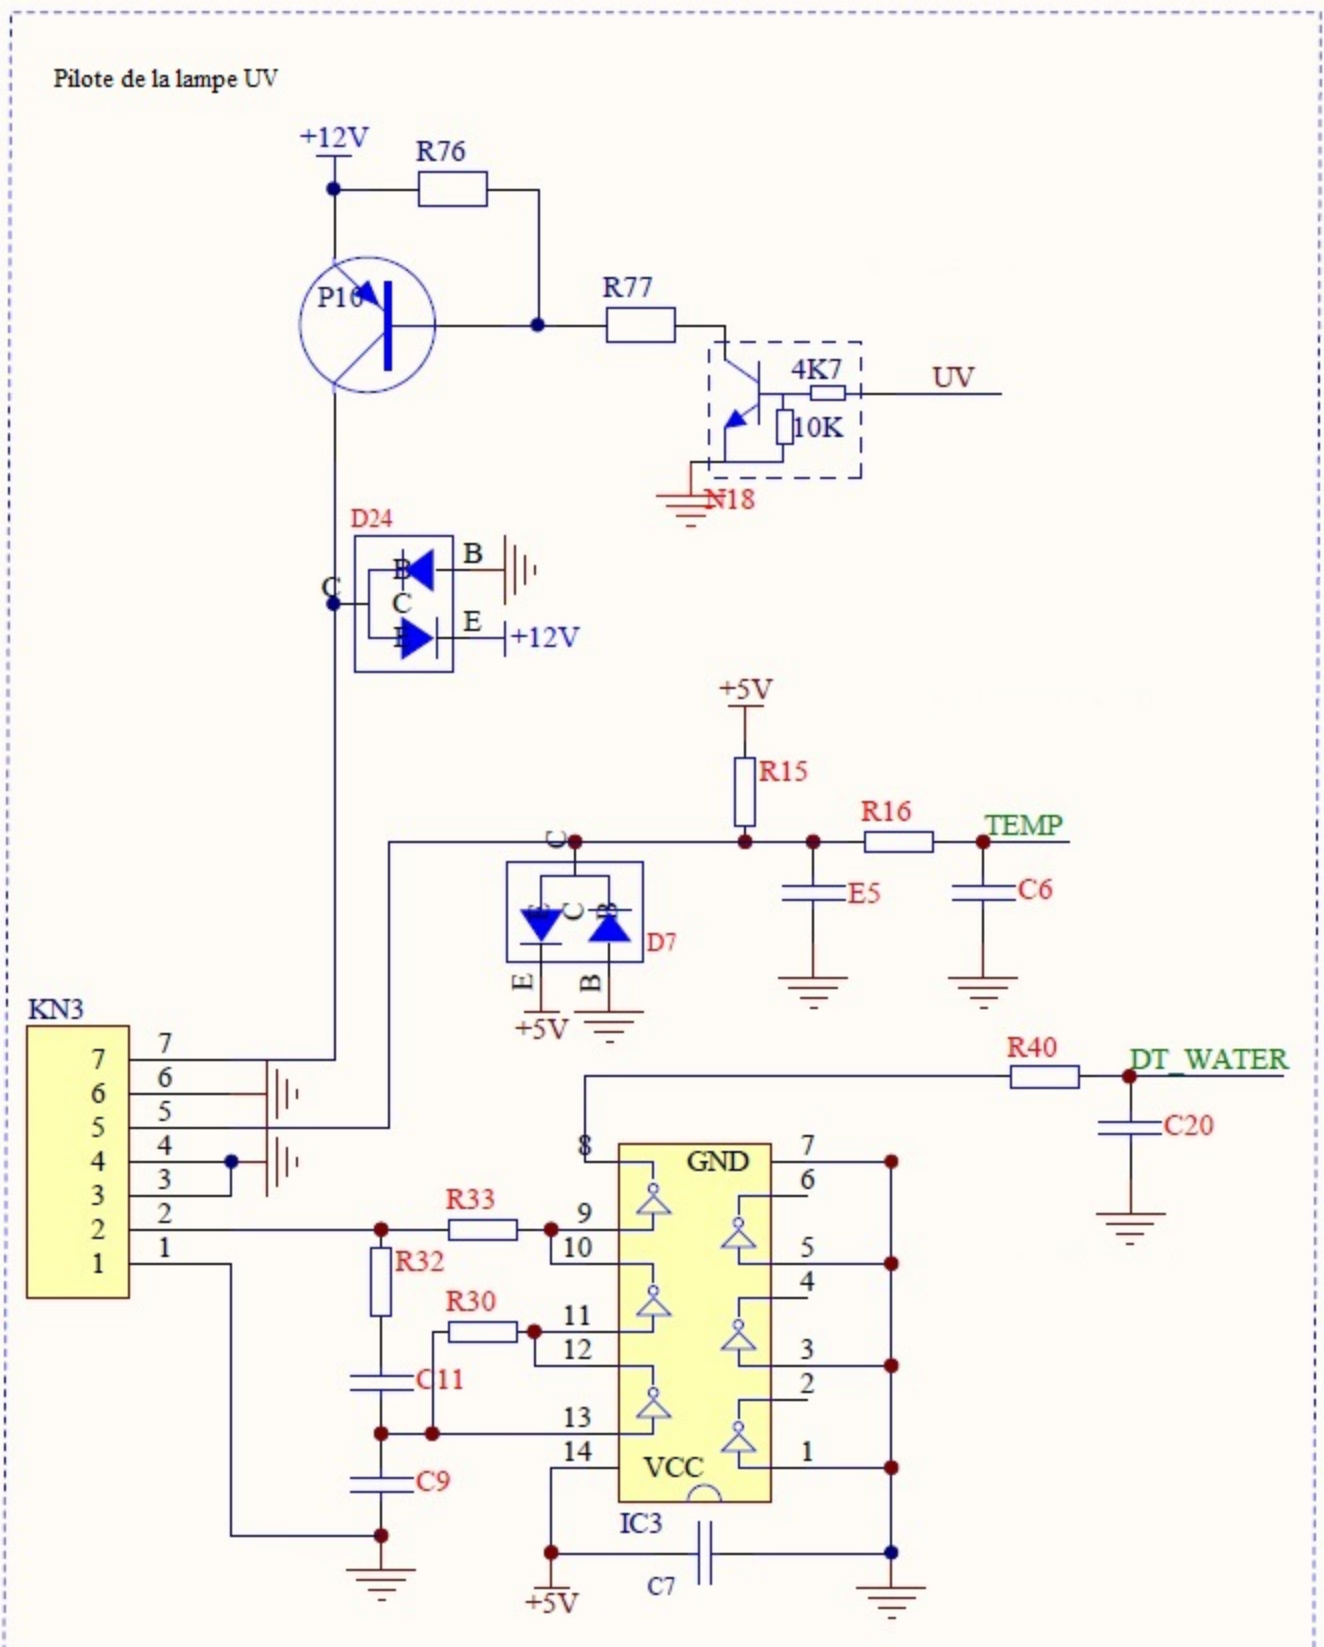 Pilote de la lampe UV
+12V
R76
P16
R77
4K7
UV
10K
N18
D24
B
B
C
C
E
+12V
+5V
R15
R16
TEMP
C
E5
C6
E
C
B
D7
E
B
+5V
KN3
R40
DT_WATER
7 7
6 6
5 5
C20
4 4
8
GND
7
3 3
6
R33
2 2
9
10
5
1 1
R32
4
R30
11
12
3
C11
2
13
14
VCC
1
C9
IC3
C7
+5V